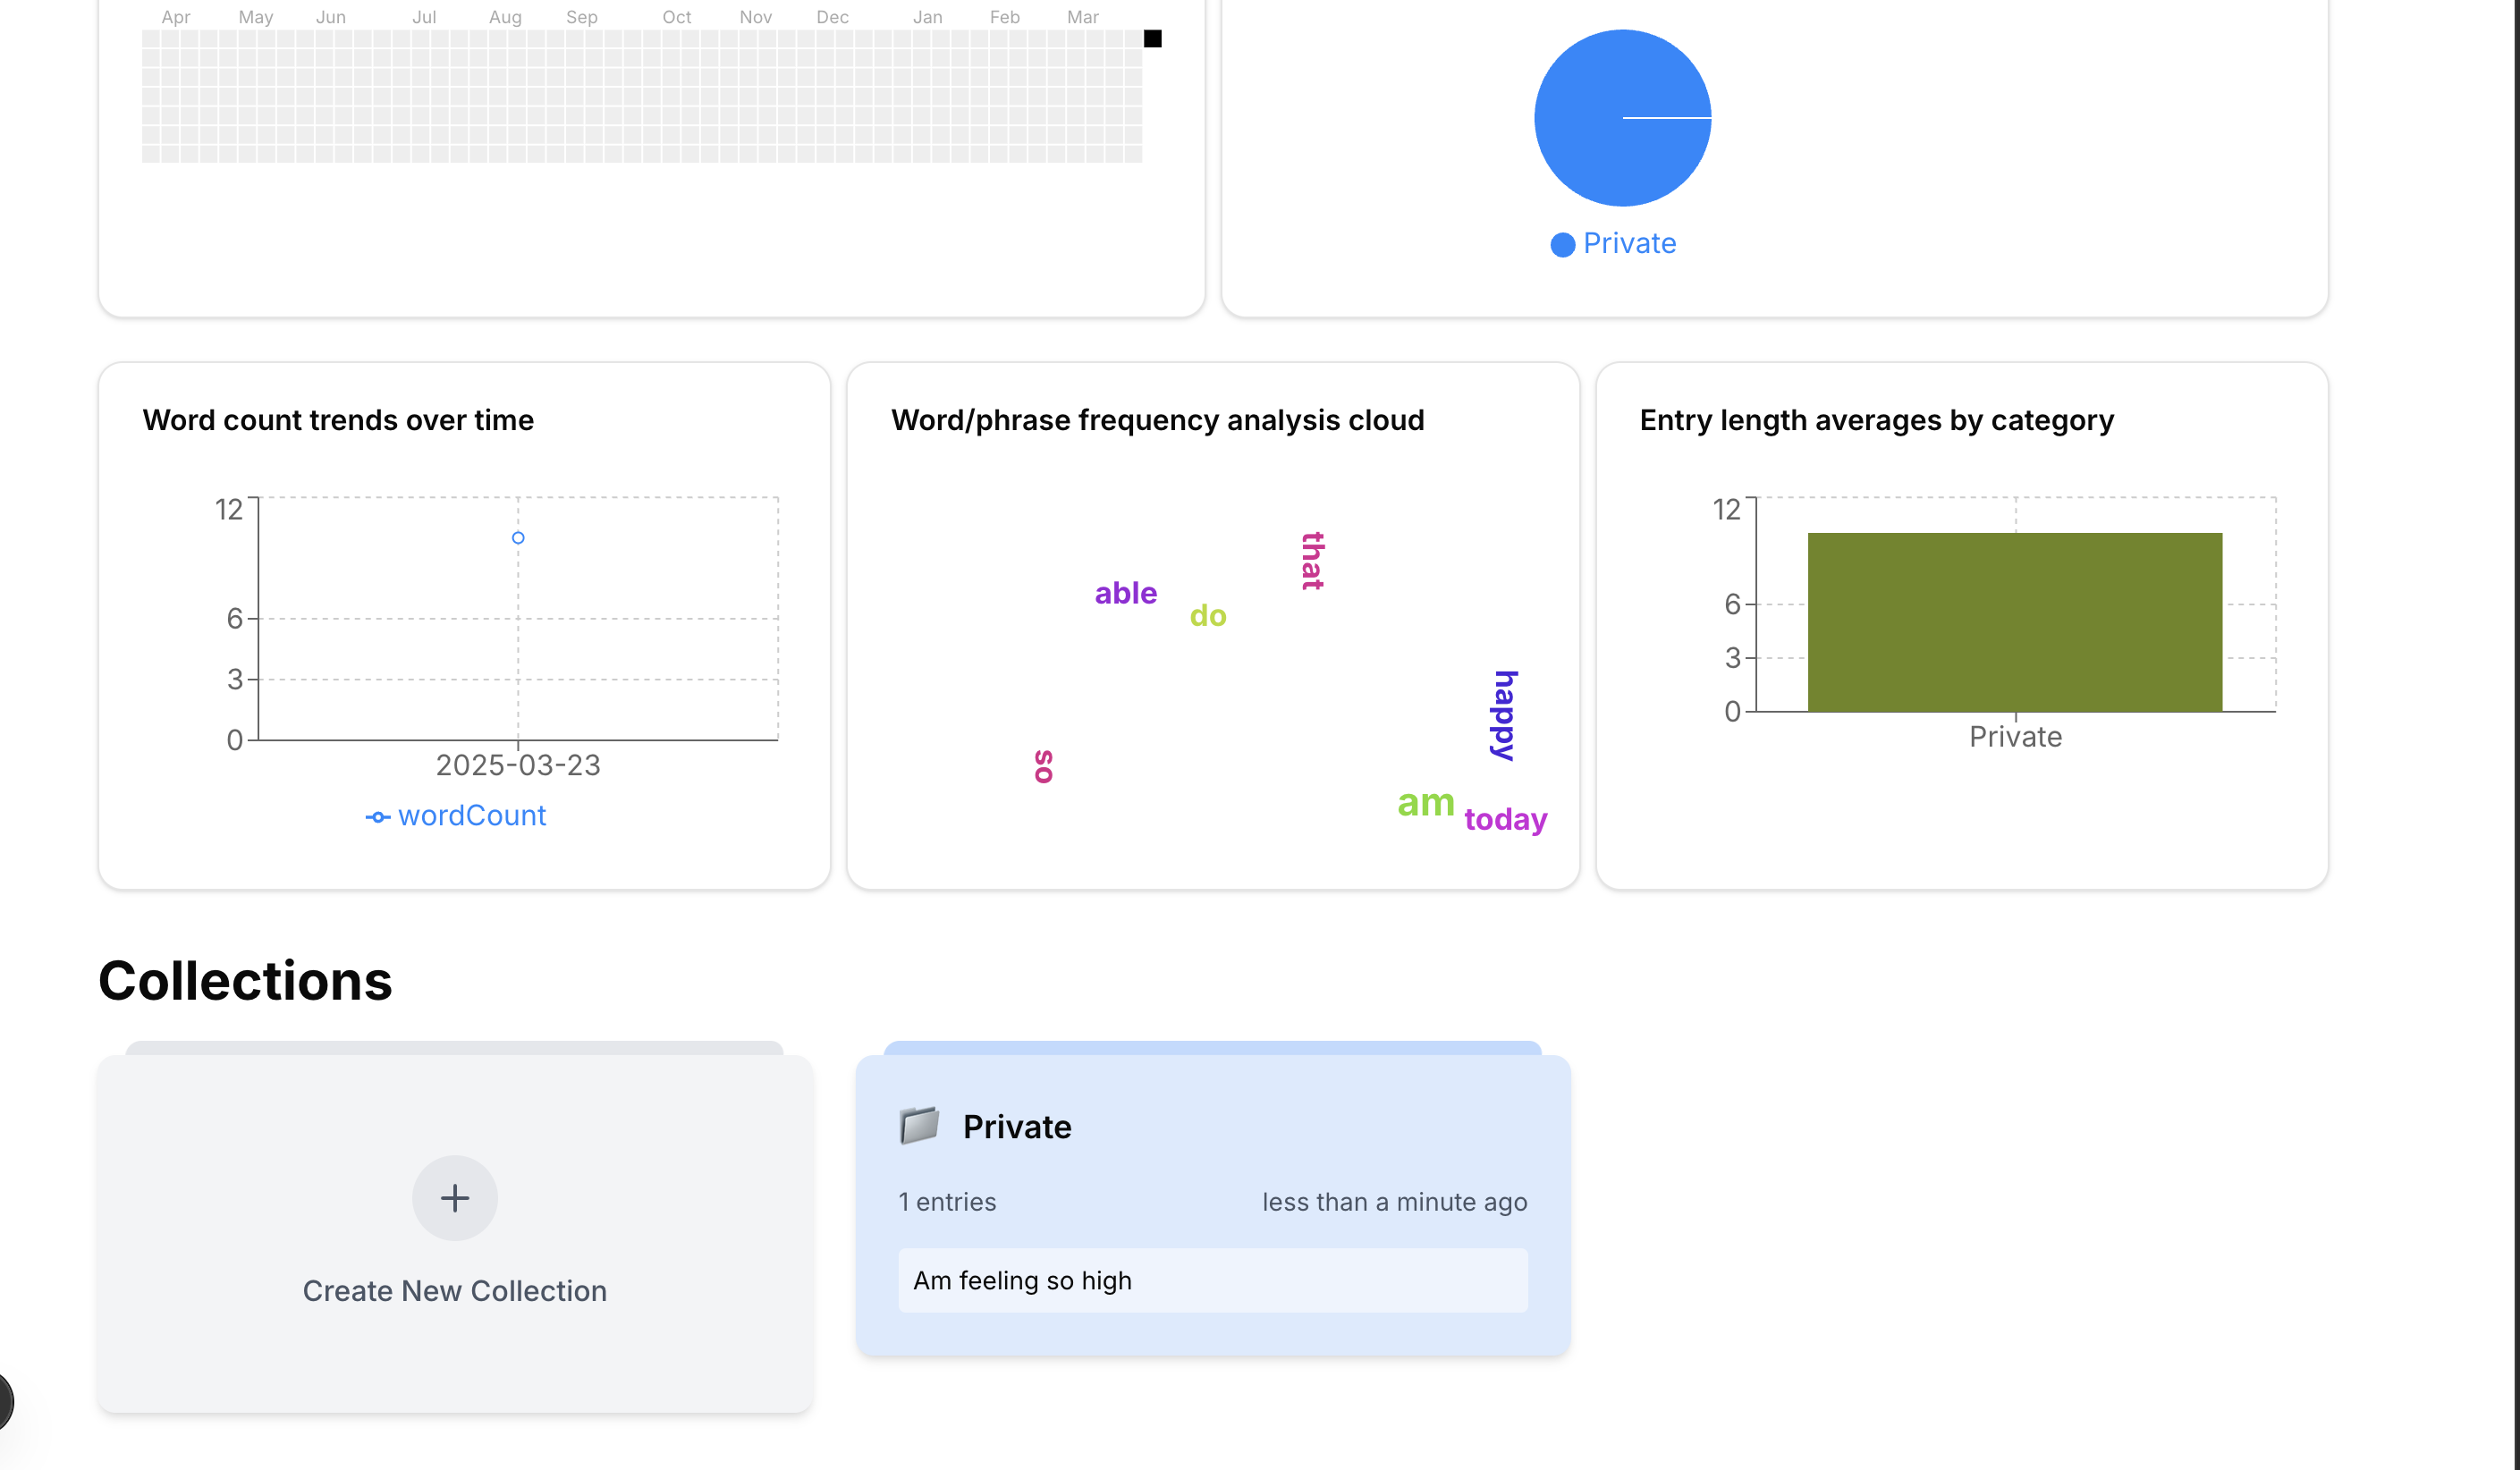 Apr May Jun Jul Aug Sep Oct Nov Dec Jan Feb Mar
Private
Word count trends over time
12
6
3
0
2025-03-23
wordCount
Word/phrase frequency analysis cloud
that
able
do
happy
so
am
today
Entry length averages by category
12
6
3
0
Private
Collections
Create New Collection
Private
1 entries
less than a minute ago
Am feeling so high